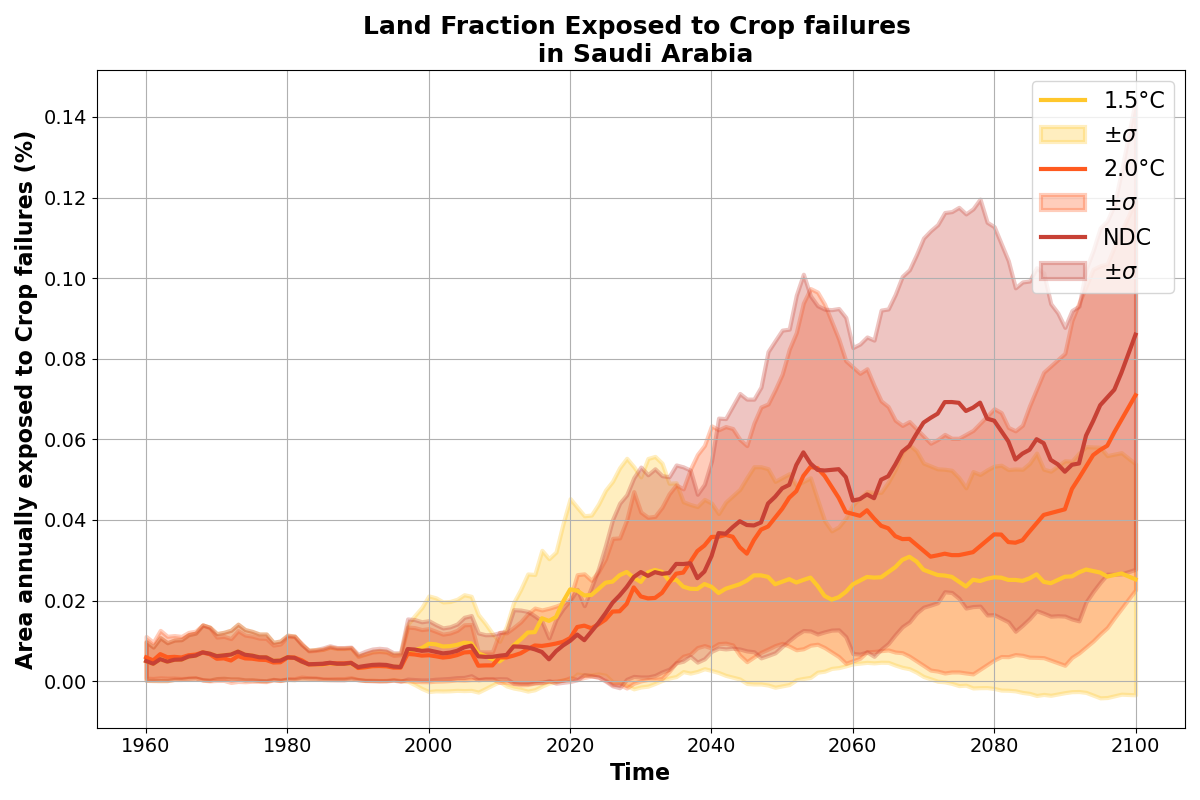 Land Fraction Exposed to Crop failures
in Saudi Arabia
Area annually exposed to Crop failures (%)
0.14
0.12
0.10
0.08
0.06
0.04
0.02
0.00
1.5°C
±σ
2.0°C
±σ
NDC
±σ
1960
1980
2000
2020
2040
2060
2080
2100
Time